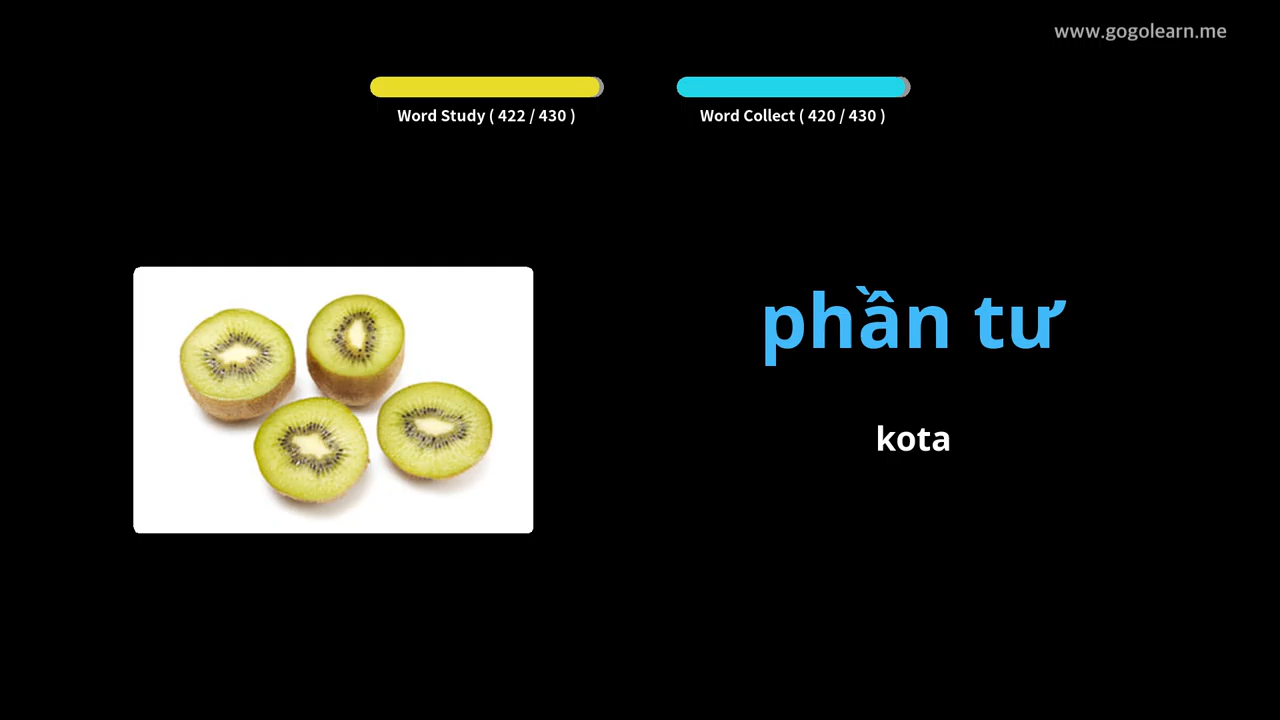 www.gogolearn.me
Word Study ( 422 / 430 )
Word Collect ( 420 / 430 )
phần tư
kota